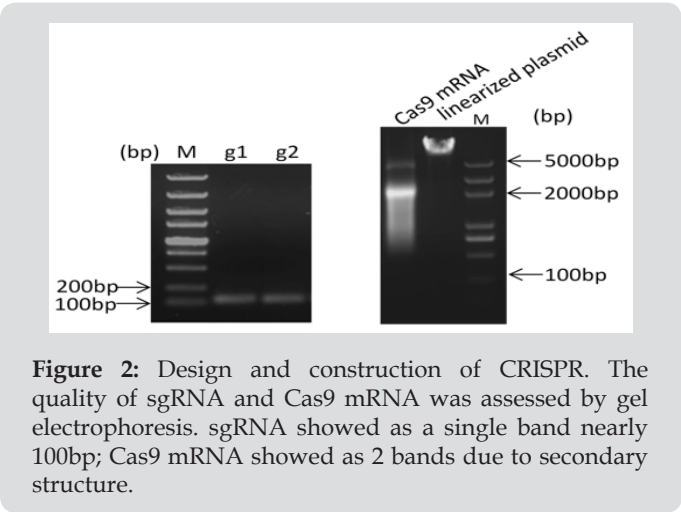 Cas9 mRNA
linearized plasmid
(bp) M g1 g2
M (bp)
5000bp
2000bp
200bp
100bp
100bp
Figure 2: Design and construction of CRISPR. The
quality of sgRNA and Cas9 mRNA was assessed by gel
electrophoresis. sgRNA showed as a single band nearly
100bp; Cas9 mRNA showed as 2 bands due to secondary
structure.